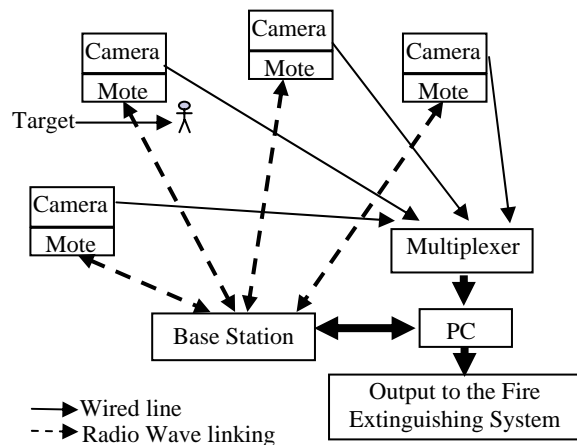 Camera
Mote
Camera
Mote
Camera
Mote
Target
Camera
Mote
Multiplexer
Base Station
PC
Output to the Fire
Extinguishing System
Wired line
Radio Wave linking